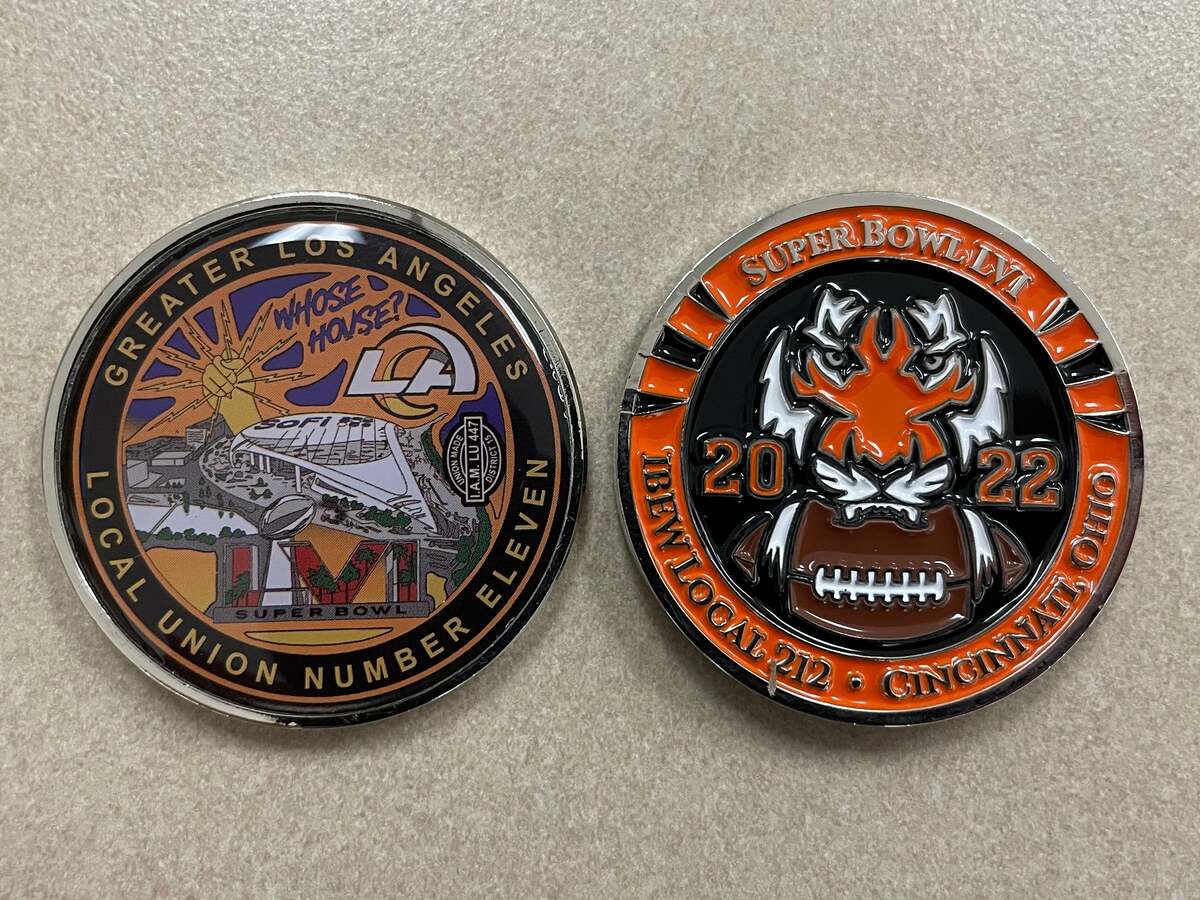 GREATER LOS ANGELES
WHOSE
HOUSE?
LA
SoFi
UNION MADE
I.A.M. LU 447
DISTRICT 15
LVI
SUPER BOWL
LOCAL UNION NUMBER ELEVEN
SUPER BOWL LVI
20 22
IBEW LOCAL 212 • CINCINNATI, OHIO